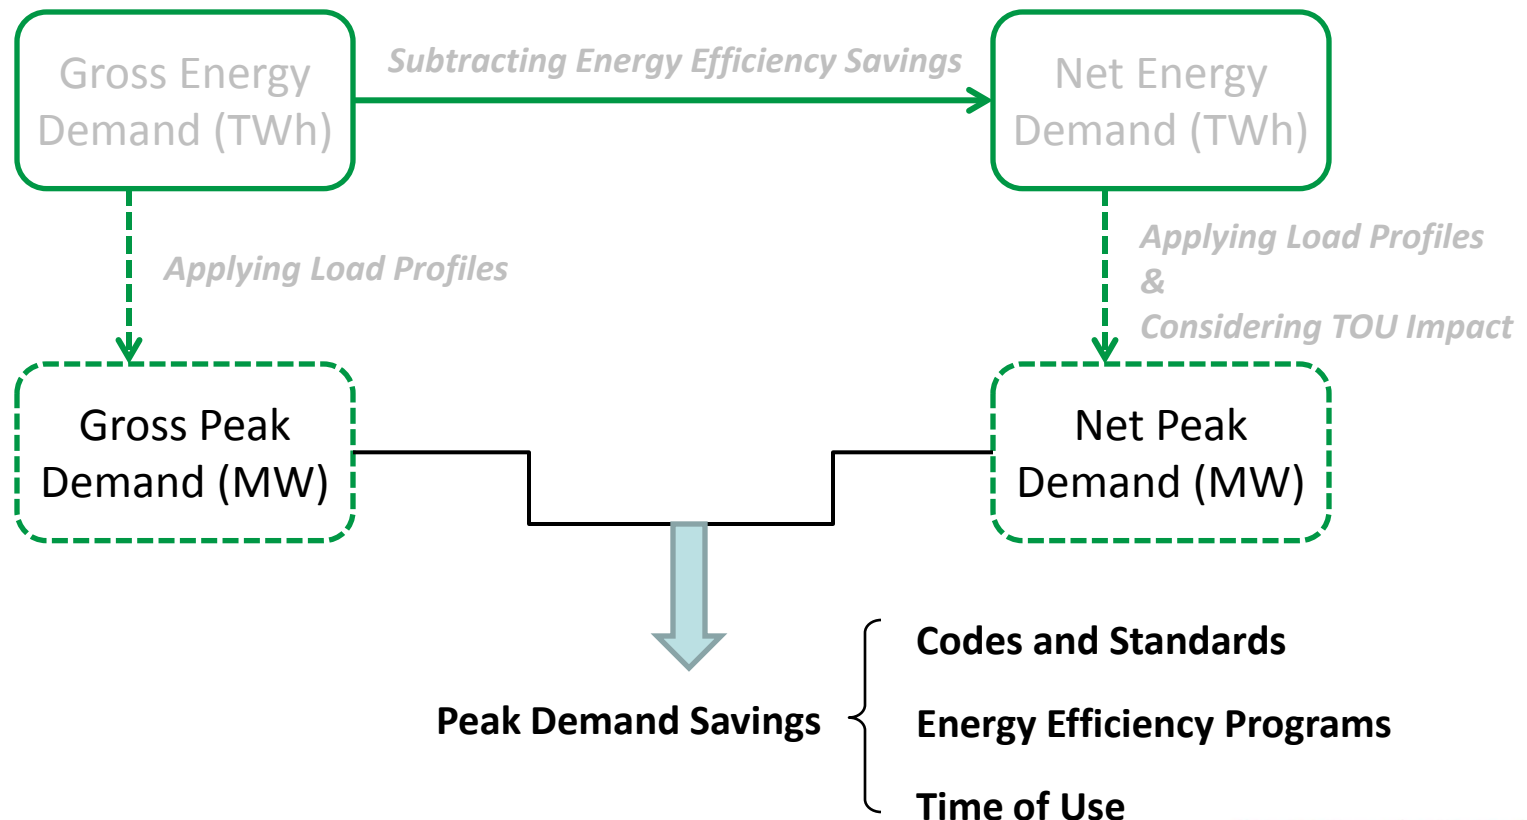 Gross Energy
Demand (TWh)
Subtracting Energy Efficiency Savings
Net Energy
Demand (TWh)
Applying Load Profiles
Applying Load Profiles
&
Considering TOU Impact
Gross Peak
Demand (MW)
Net Peak
Demand (MW)
Peak Demand Savings
Codes and Standards
Energy Efficiency Programs
Time of Use